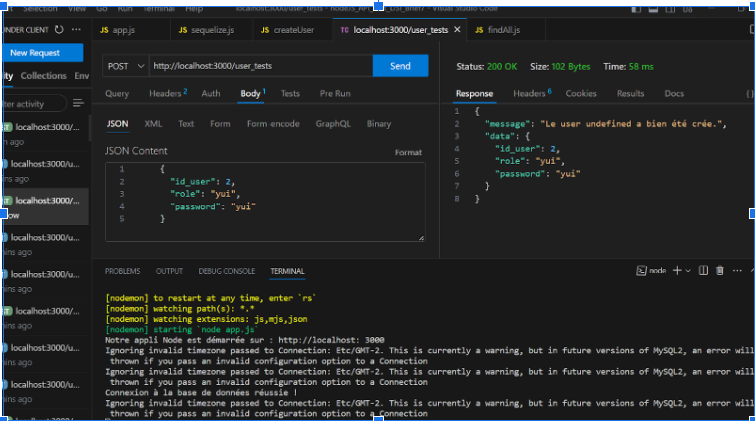 Selection View Go Run Terminal Help
UNDER CLIENT
app.js
sequelize.js
createUser
localhost:3000/user_tests
findAll.js
New Request
POST
http://localhost:3000/user_tests
Send
Status: 200 OK Size: 102 Bytes Time: 58 ms
ity Collections Env
Query Headers 2 Auth Body 1 Tests Pre Run
Response Headers 6 Cookies Results Docs
{}
lter activity
JSON XML Text Form Form-encode GraphQL Binary
JSON Content
Format
1 {
2 "id_user": 2,
3 "role": "yui",
4 "password": "yui"
5 }
1 {
2 "message": "Le user undefined a bien été crée.",
3 "data": {
4 "id_user": 2,
5 "role": "yui",
6 "password": "yui"
7 }
8 }
localhost:3000/...
localhost:3000/u...
ins ago
localhost:3000/...
ow
localhost:3000/u...
ins ago
localhost:3000/u...
ins ago
localhost:3000/...
ins ago
localhost:3000/u...
ins ago
localhost:3000/u...
ins ago
localhost:3000/...
PROBLEMS OUTPUT DEBUG CONSOLE TERMINAL
node
[nodemon] to restart at any time, enter `rs`
[nodemon] watching path(s): *.*
[nodemon] watching extensions: js,mjs,json
[nodemon] starting `node app.js`
Notre appli Node est démarrée sur : http://localhost: 3000
Ignoring invalid timezone passed to Connection: Etc/GMT-2. This is currently a warning, but in future versions of MySQL2, an error will
thrown if you pass an invalid configuration option to a Connection
Ignoring invalid timezone passed to Connection: Etc/GMT-2. This is currently a warning, but in future versions of MySQL2, an error will
thrown if you pass an invalid configuration option to a Connection
Connexion à la base de données réussie !
Ignoring invalid timezone passed to Connection: Etc/GMT-2. This is currently a warning, but in future versions of MySQL2, an error will
thrown if you pass an invalid configuration option to a Connection